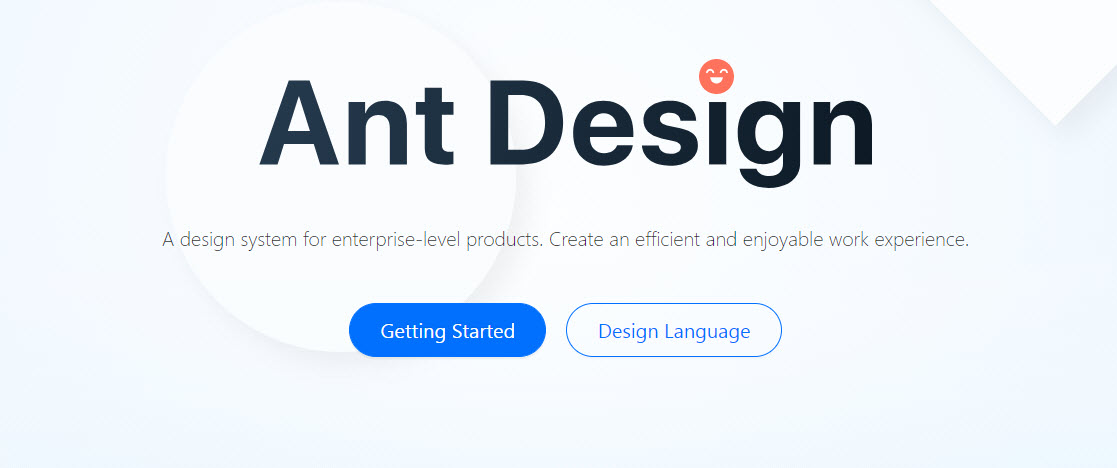 Ant Design
A design system for enterprise-level products. Create an efficient and enjoyable work experience.
Getting Started
Design Language